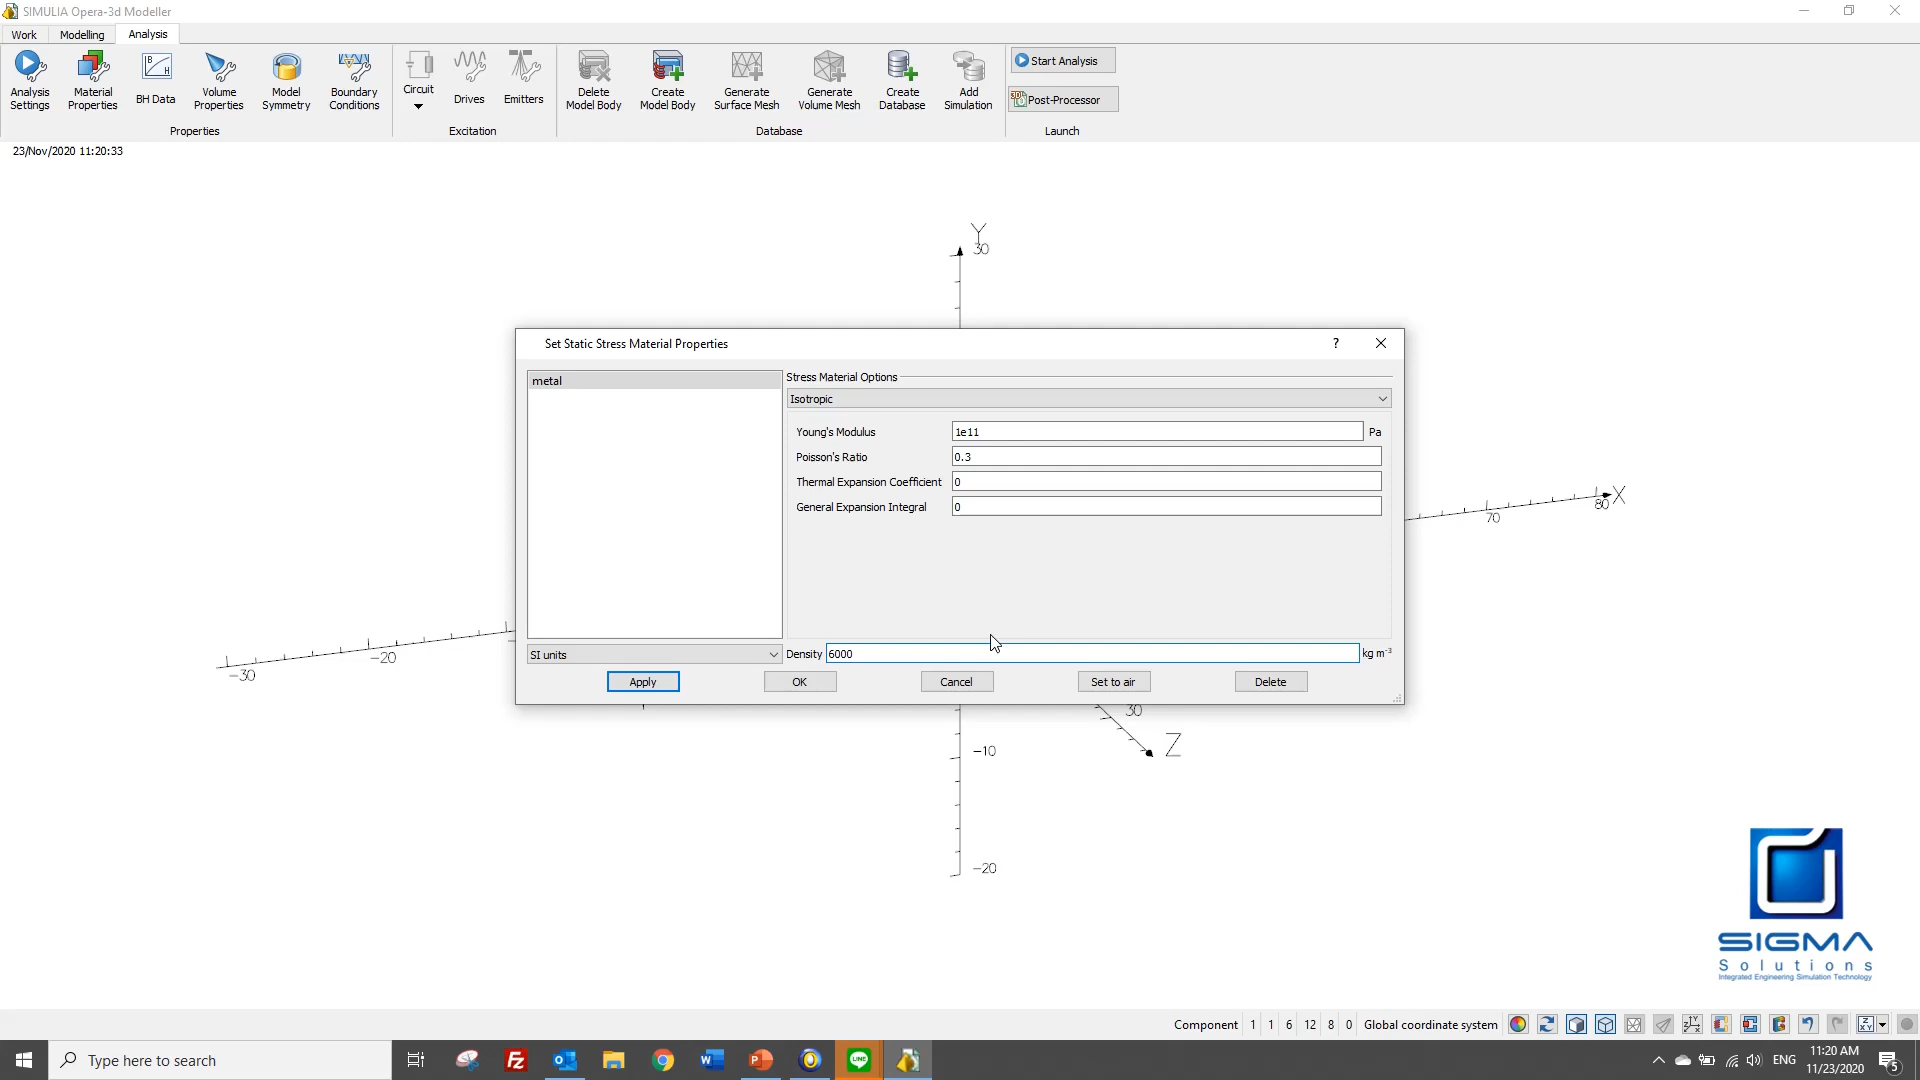 SIMULIA Opera-3d Modeller
Work Modelling Analysis
Analysis Settings
Material Properties
BH Data
Volume Properties
Model Symmetry
Boundary Conditions
Properties
Circuit
Drives
Emitters
Excitation
Delete Model Body
Create Model Body
Generate Surface Mesh
Generate Volume Mesh
Create Database
Add Simulation
Database
Start Analysis
Post-Processor
Launch
23/Nov/2020 11:20:33
Y
30
Set Static Stress Material Properties
?
metal
Stress Material Options
Isotropic
Young's Modulus 1e11 Pa
Poisson's Ratio 0.3
Thermal Expansion Coefficient 0
General Expansion Integral 0
SI units
Density 6000 kg m-3
Apply OK Cancel Set to air Delete
X
80
70
-20
-30
30
Z
-10
-20
SIGMA
Solutions
Integrated Engineering Simulation Technology
Component 1 1 6 12 8 0 Global coordinate system
Type here to search
ENG
11:20 AM
11/23/2020
5